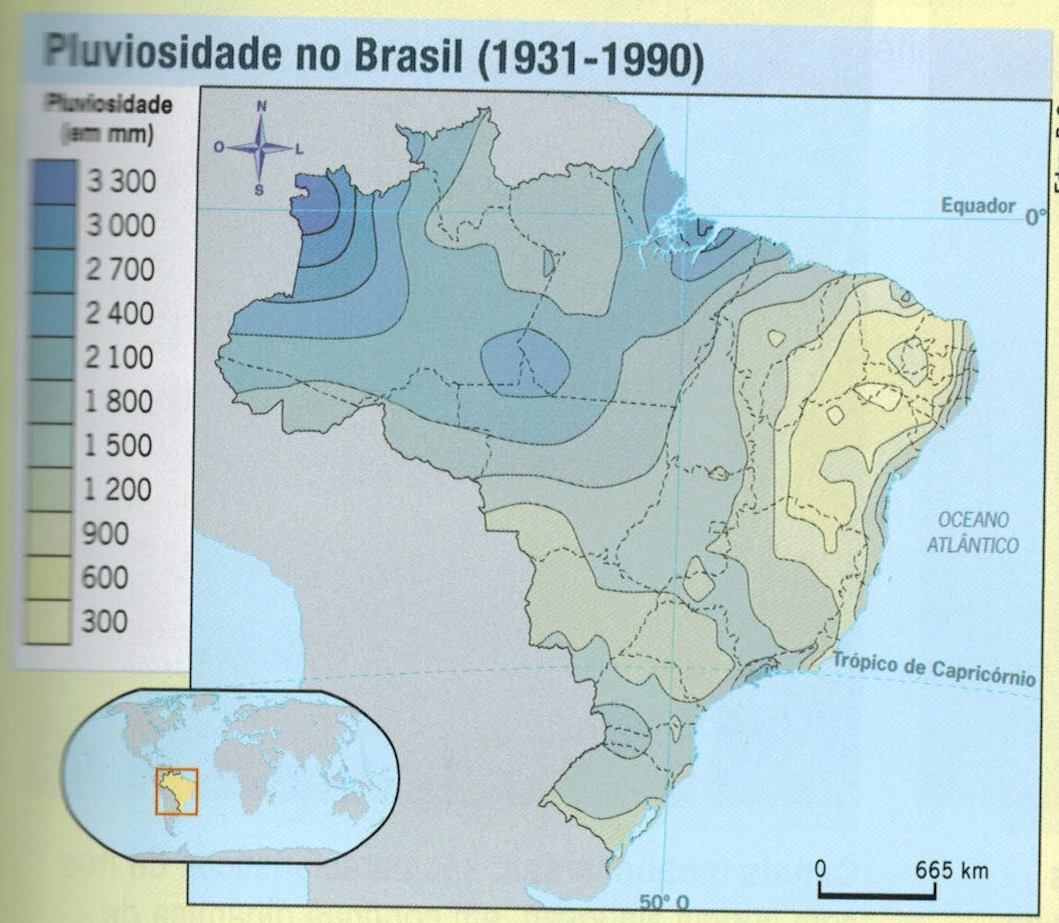 Pluviosidade no Brasil (1931-1990)
Pluviosidade
(em mm)
3 300
3 000
2 700
2 400
2 100
1 800
1 500
1 200
900
600
300
N
O
L
S
Equador
0°
OCEANO
ATLÂNTICO
Trópico de Capricórnio
0
665 km
50° O